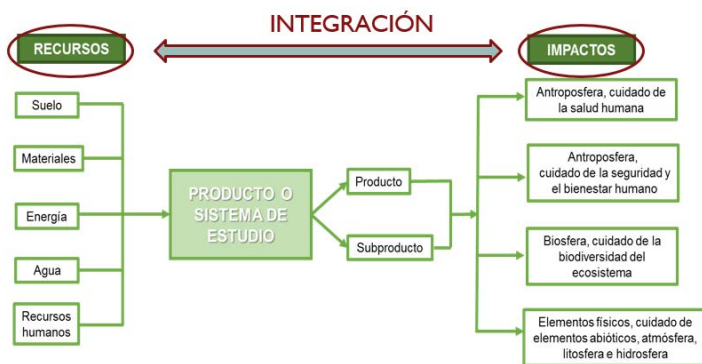 INTEGRACIÓN
RECURSOS
IMPACTOS
Suelo
Materiales
Energía
Agua
Recursos
humanos
PRODUCTO O
SISTEMA DE
ESTUDIO
Producto
Subproducto
Antroposfera, cuidado de
la salud humana
Antroposfera,
cuidado de la seguridad y
el bienestar humano
Biosfera, cuidado de la
biodiversidad del
ecosistema
Elementos físicos, cuidado de
elementos abióticos, atmósfera,
litosfera e hidrosfera